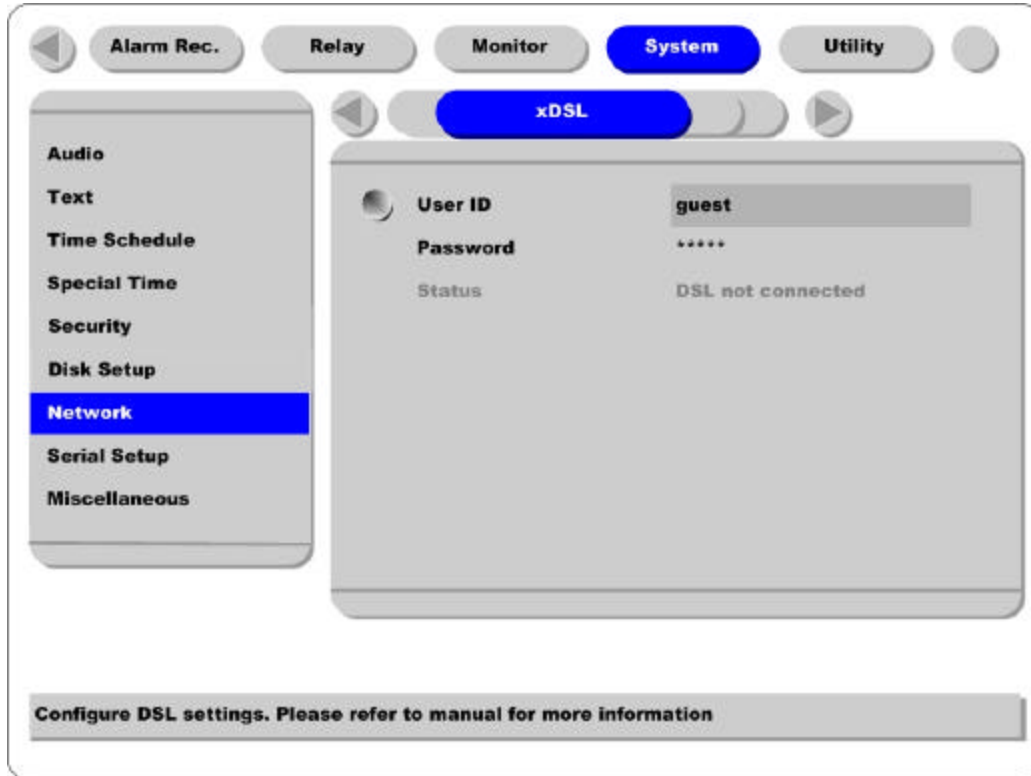 Alarm Rec. Relay Monitor System Utility
xDSL
Audio
Text
Time Schedule
Special Time
Security
Disk Setup
Network
Serial Setup
Miscellaneous
User ID guest
Password *****
Status DSL not connected
Configure DSL settings. Please refer to manual for more information